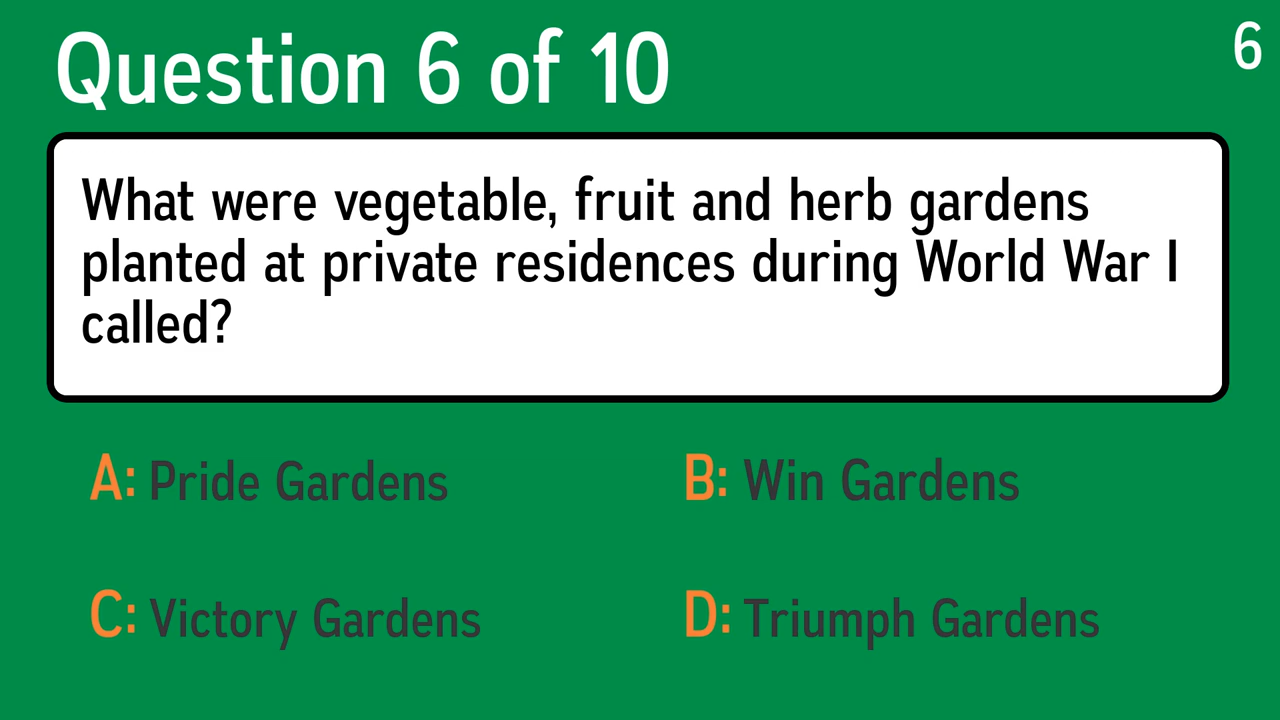 Question 6 of 10
6
What were vegetable, fruit and herb gardens
planted at private residences during World War I
called?
A: Pride Gardens
B: Win Gardens
C: Victory Gardens
D: Triumph Gardens